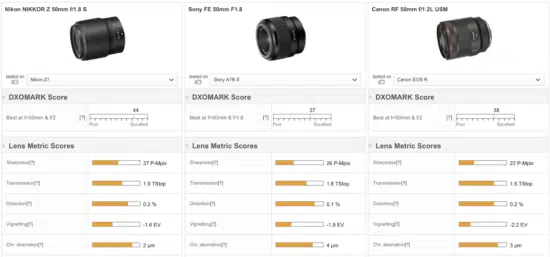 Nikon NIKKOR Z 50mm f/1.8 S
Sony FE 50mm F1.8
Canon RF 50mm f/1.2L USM
tested on Nikon Z7
tested on Sony A7R II
tested on Canon EOS R
DXOMARK Score
DXOMARK Score
DXOMARK Score
Best at f=50mm & f/2 [?] 44 Poor Excellent
Best at f=50mm & f/1.8 [?] 37 Poor Excellent
Best at f=50mm & f/2 [?] 38 Poor Excellent
Lens Metric Scores
Lens Metric Scores
Lens Metric Scores
Sharpness[?] 37 P-Mpix
Sharpness[?] 26 P-Mpix
Sharpness[?] 22 P-Mpix
Transmission[?] 1.9 TStop
Transmission[?] 1.8 TStop
Transmission[?] 1.5 TStop
Distortion[?] 0.2 %
Distortion[?] 0.1 %
Distortion[?] 0.2 %
Vignetting[?] -1.6 EV
Vignetting[?] -1.9 EV
Vignetting[?] -2.2 EV
Chr. aberration[?] 2 µm
Chr. aberration[?] 4 µm
Chr. aberration[?] 3 µm